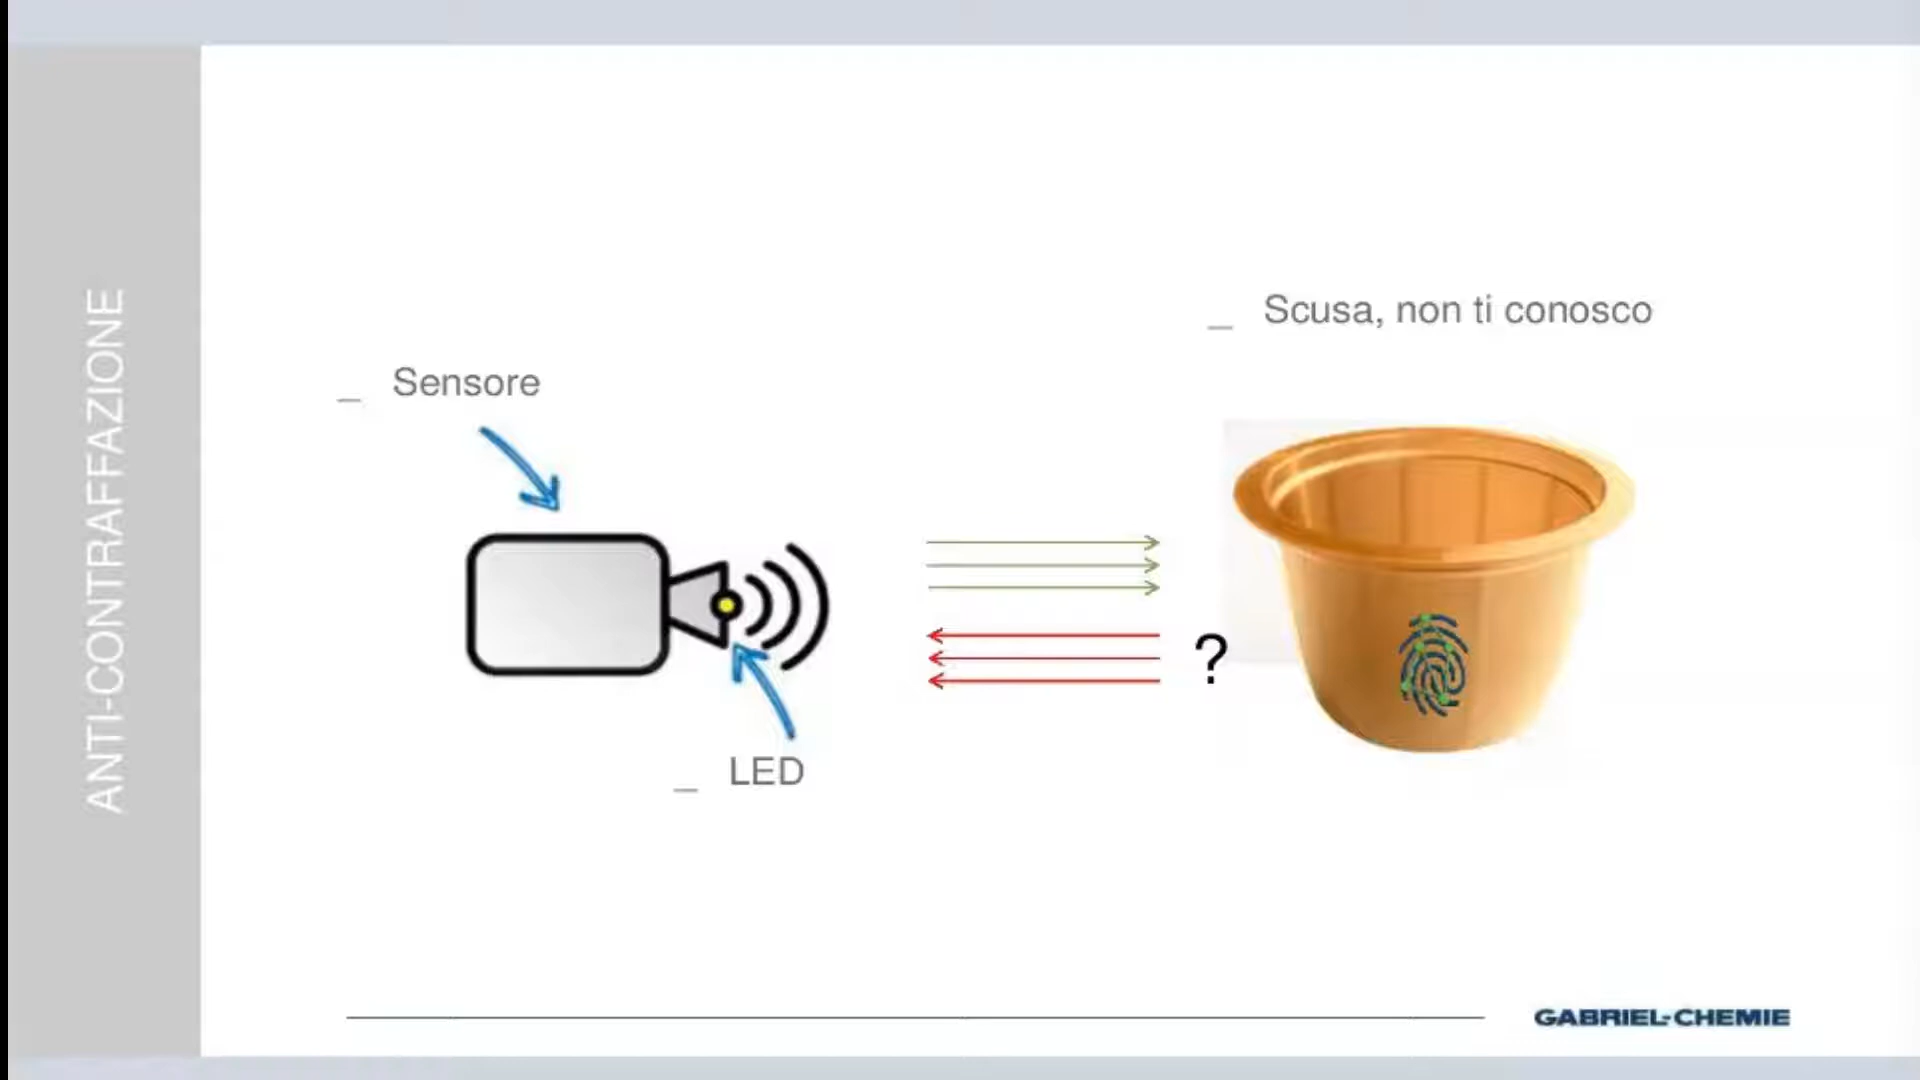 ANTI-CONTRAFFAZIONE
_ Scusa, non ti conosco
_ Sensore
?
_ LED
GABRIEL-CHEMIE